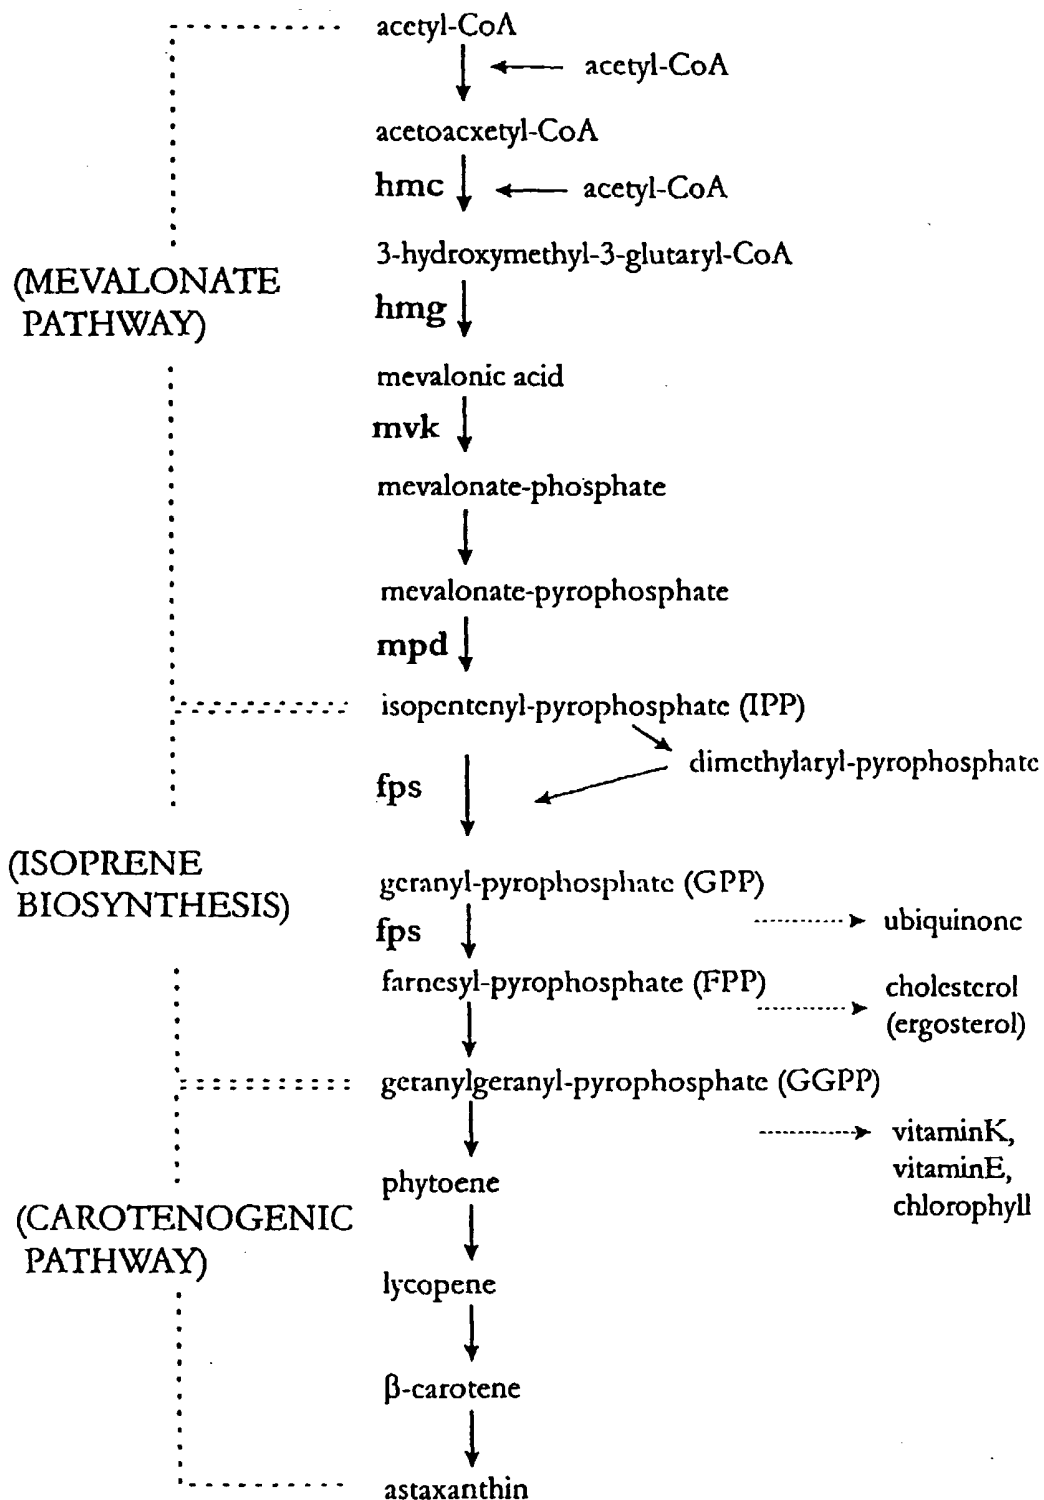 acetyl-CoA
acetyl-CoA
acetoacxetyl-CoA
hmc
acetyl-CoA
3-hydroxymethyl-3-glutaryl-CoA
(MEVALONATE
PATHWAY)
hmg
mevalonic acid
mvk
mevalonate-phosphate
mevalonate-pyrophosphate
mpd
isopentenyl-pyrophosphate (IPP)
dimethylaryl-pyrophosphate
fps
(ISOPRENE
BIOSYNTHESIS)
geranyl-pyrophosphate (GPP)
ubiquinone
fps
farnesyl-pyrophosphate (FPP)
cholesterol
(ergosterol)
geranylgeranyl-pyrophosphate (GGPP)
vitaminK,
vitaminE,
chlorophyll
phytoene
(CAROTENOGENIC
PATHWAY)
lycopene
β-carotene
astaxanthin